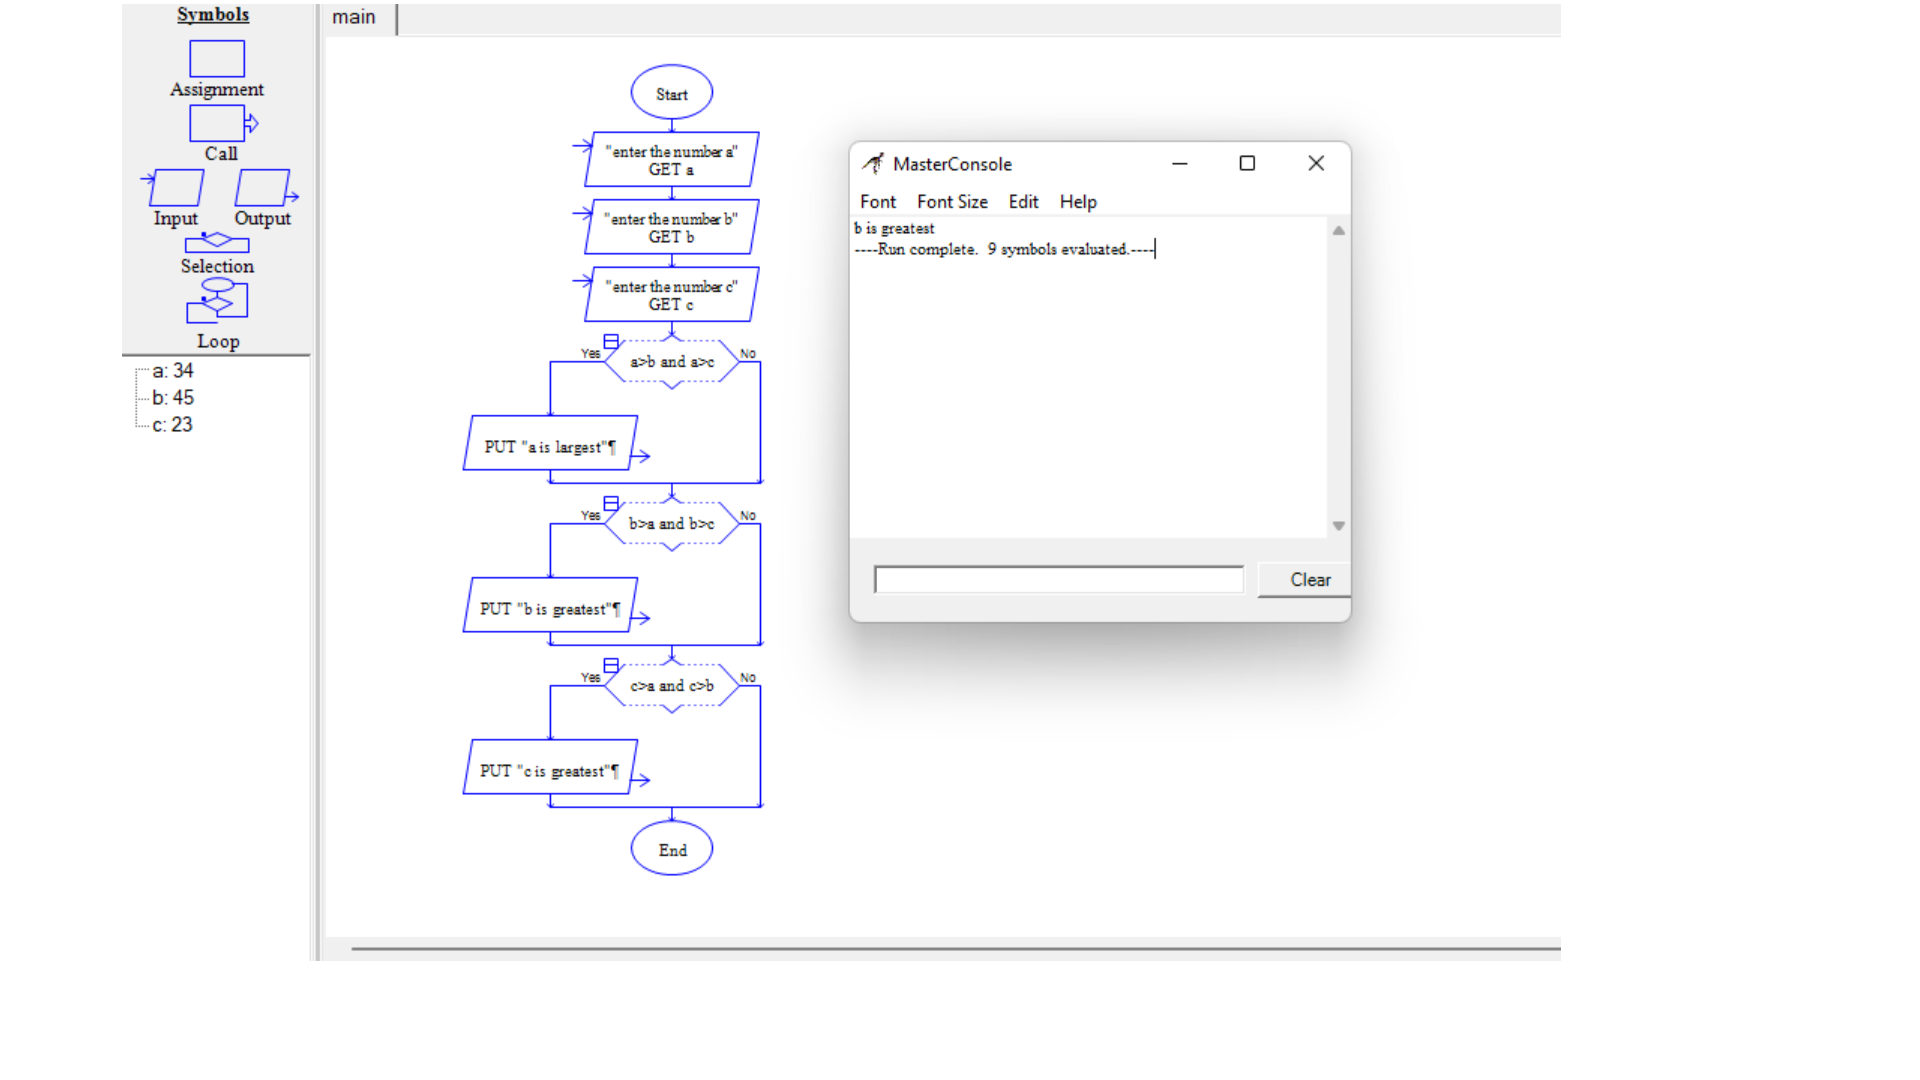 Symbols
Assignment
Call
Input Output
Selection
Loop
a: 34
b: 45
c: 23
main
Start
"enter the number a"
GET a
"enter the number b"
GET b
"enter the number c"
GET c
Yes a>b and a>c No
PUT "a is largest"¶
Yes b>a and b>c No
PUT "b is greatest"¶
Yes c>a and c>b No
PUT "c is greatest"¶
End
MasterConsole
Font Font Size Edit Help
b is greatest
----Run complete.  9 symbols evaluated.----
Clear